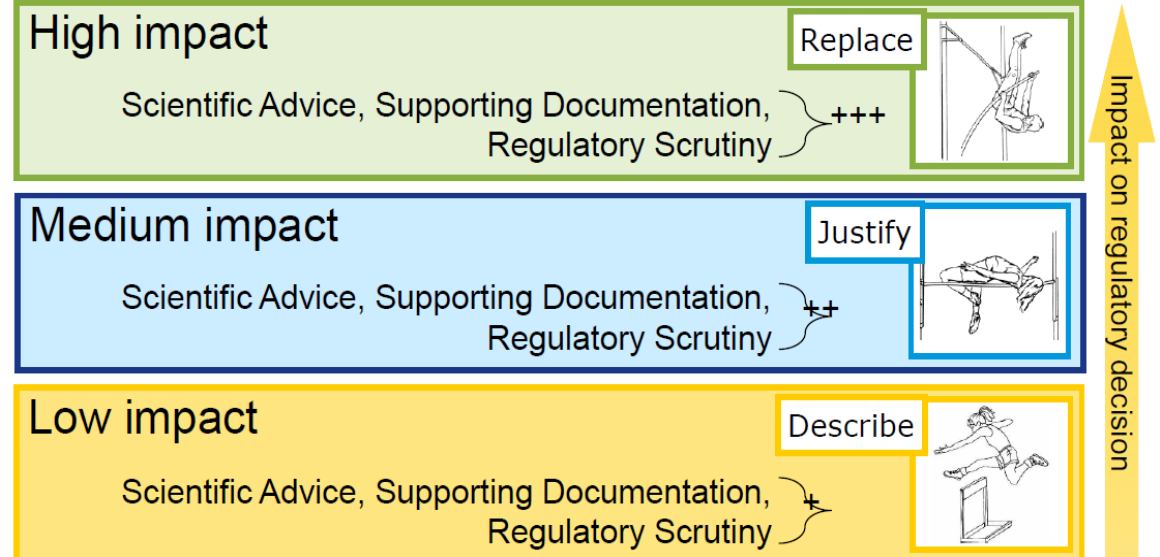 High impact
Replace
Scientific Advice, Supporting Documentation,
Regulatory Scrutiny
+++
Medium impact
Justify
Scientific Advice, Supporting Documentation,
Regulatory Scrutiny
++
Low impact
Describe
Scientific Advice, Supporting Documentation,
Regulatory Scrutiny
+
Impact on regulatory decision